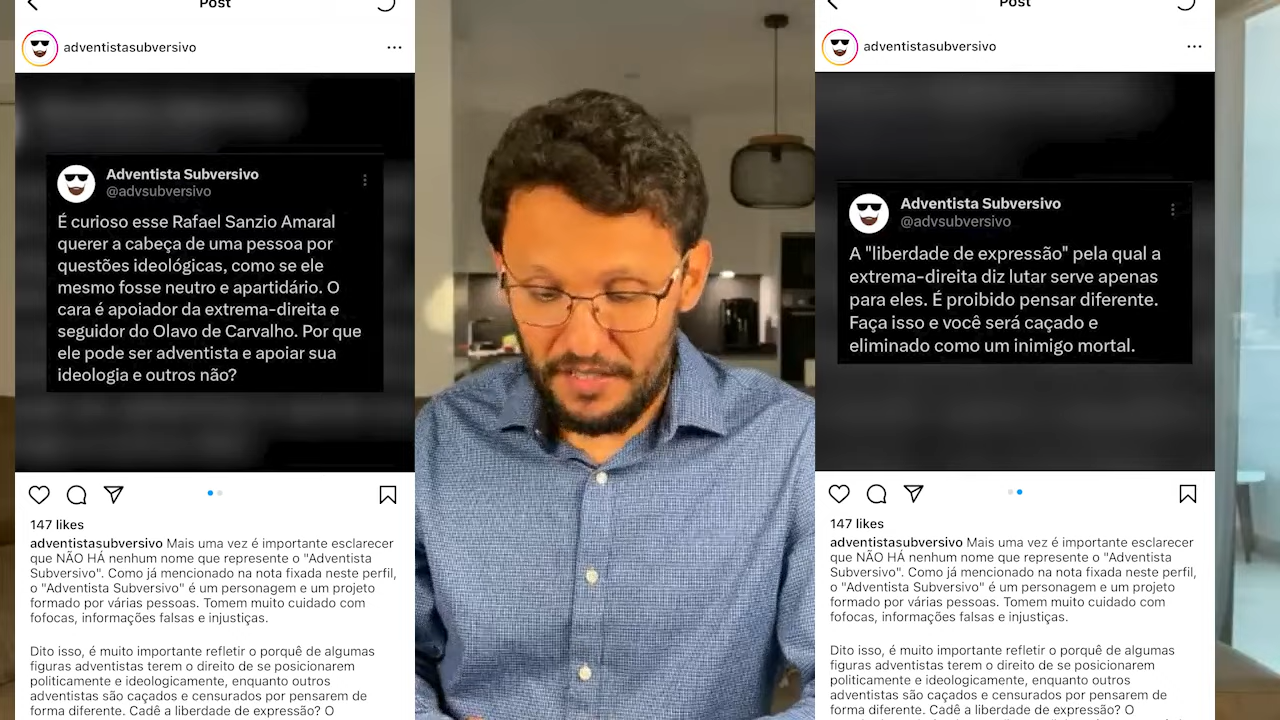 Post
adventistasubversivo
Adventista Subversivo
@advsubversivo
É curioso esse Rafael Sanzio Amaral
querer a cabeça de uma pessoa por
questões ideológicas, como se ele
mesmo fosse neutro e apartidário. O
cara é apoiador da extrema-direita e
seguidor do Olavo de Carvalho. Por que
ele pode ser adventista e apoiar sua
ideologia e outros não?
147 likes
adventistasubversivo Mais uma vez é importante esclarecer
que NÃO HÁ nenhum nome que represente o "Adventista
Subversivo". Como já mencionado na nota fixada neste perfil,
o "Adventista Subversivo" é um personagem e um projeto
formado por várias pessoas. Tomem muito cuidado com
fofocas, informações falsas e injustiças.
Dito isso, é muito importante refletir o porquê de algumas
figuras adventistas terem o direito de se posicionarem
politicamente e ideologicamente, enquanto outros
adventistas são caçados e censurados por pensarem de
forma diferente. Cadê a liberdade de expressão? O
Post
adventistasubversivo
Adventista Subversivo
@advsubversivo
A "liberdade de expressão" pela qual a
extrema-direita diz lutar serve apenas
para eles. É proibido pensar diferente.
Faça isso e você será caçado e
eliminado como um inimigo mortal.
147 likes
adventistasubversivo Mais uma vez é importante esclarecer
que NÃO HÁ nenhum nome que represente o "Adventista
Subversivo". Como já mencionado na nota fixada neste perfil,
o "Adventista Subversivo" é um personagem e um projeto
formado por várias pessoas. Tomem muito cuidado com
fofocas, informações falsas e injustiças.
Dito isso, é muito importante refletir o porquê de algumas
figuras adventistas terem o direito de se posicionarem
politicamente e ideologicamente, enquanto outros
adventistas são caçados e censurados por pensarem de
forma diferente. Cadê a liberdade de expressão? O